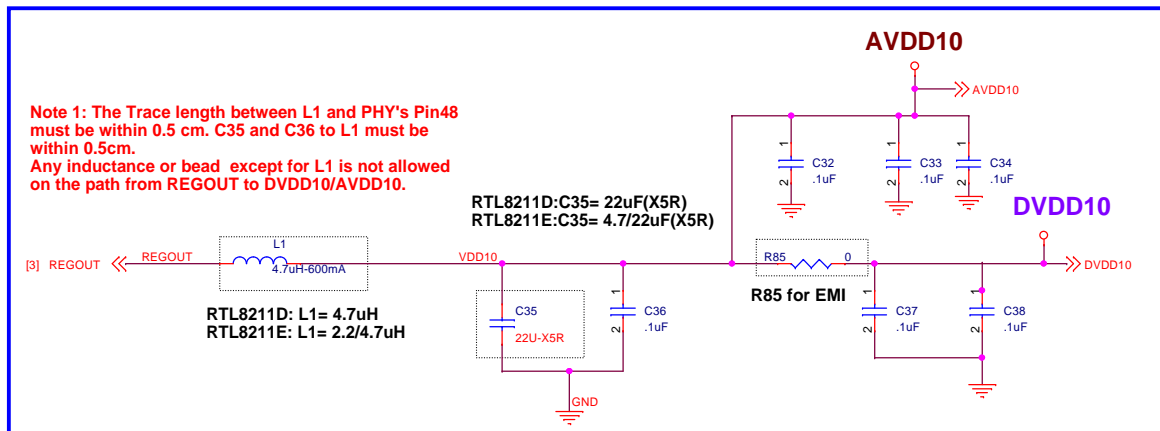 AVDD10
AVDD10
Note 1: The Trace length between L1 and PHY's Pin48
must be within 0.5 cm. C35 and C36 to L1 must be
within 0.5cm.
Any inductance or bead except for L1 is not allowed
on the path from REGOUT to DVDD10/AVDD10.
1
2
C32
.1uF
1
2
C33
.1uF
1
2
C34
.1uF
RTL8211D:C35= 22uF(X5R)
RTL8211E:C35= 4.7/22uF(X5R)
DVDD10
[3] REGOUT
REGOUT
L1
4.7uH-600mA
VDD10
R85
0
DVDD10
RTL8211D: L1= 4.7uH
RTL8211E: L1= 2.2/4.7uH
C35
22U-X5R
1
2
C36
.1uF
R85 for EMI
1
2
C37
.1uF
1
2
C38
.1uF
GND